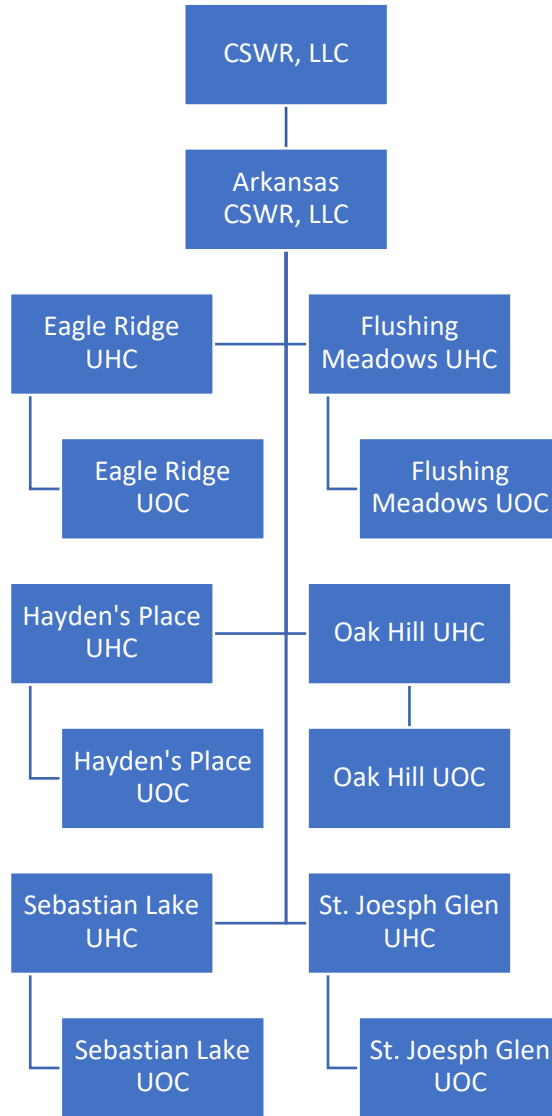 CSWR, LLC
Arkansas
CSWR, LLC
Eagle Ridge
UHC
Flushing
Meadows UHC
Eagle Ridge
UOC
Flushing
Meadows UOC
Hayden's Place
UHC
Oak Hill UHC
Hayden's Place
UOC
Oak Hill UOC
Sebastian Lake
UHC
St. Joesph Glen
UHC
Sebastian Lake
UOC
St. Joesph Glen
UOC